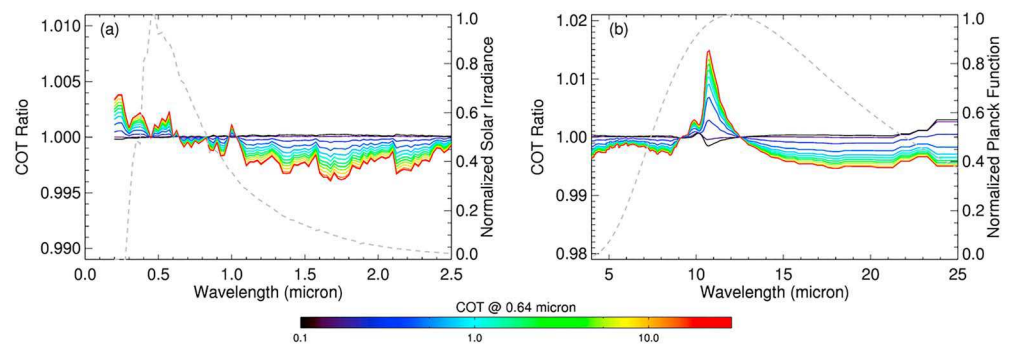 (a)
1.010
1.005
1.000
0.995
0.990
COT Ratio
1.0
0.8
0.6
0.4
0.2
0.0
Normalized Solar Irradiance
0.0 0.5 1.0 1.5 2.0 2.5
Wavelength (micron)
(b)
1.02
1.01
1.00
0.99
0.98
COT Ratio
1.0
0.8
0.6
0.4
0.2
0.0
Normalized Planck Function
5 10 15 20 25
Wavelength (micron)
COT @ 0.64 micron
0.1 1.0 10.0